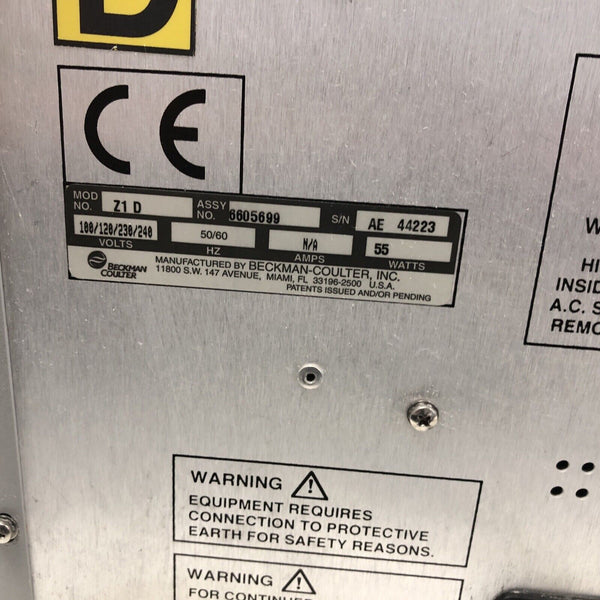 D
CE
MOD NO. Z1 D ASSY NO. 6605699 S/N AE 44223
100/120/230/240 50/60 N/A 55
VOLTS HZ AMPS WATTS
BECKMAN COULTER
MANUFACTURED BY BECKMAN-COULTER, INC.
11800 S.W. 147 AVENUE, MIAMI, FL 33196-2500 U.S.A.
PATENTS ISSUED AND/OR PENDING
W
HI
INSID
A.C. S
REMO
WARNING
EQUIPMENT REQUIRES
CONNECTION TO PROTECTIVE
EARTH FOR SAFETY REASONS.
WARNING
FOR CONTINUED